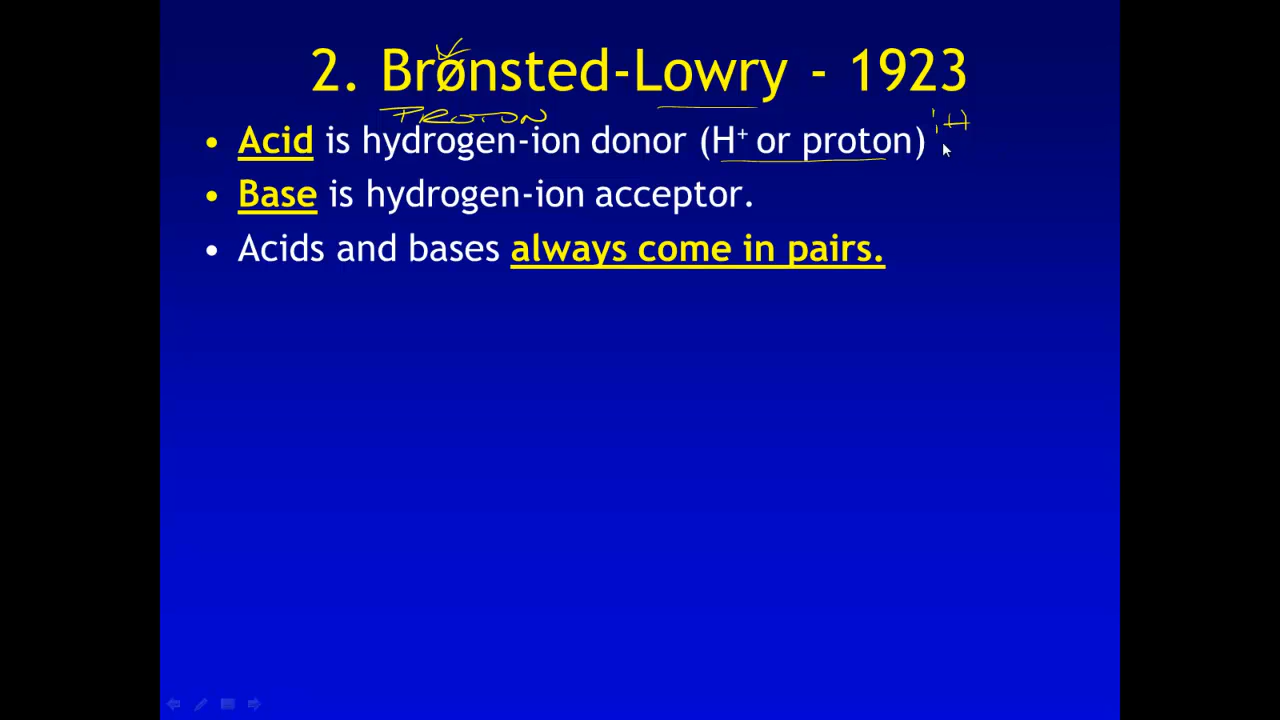 2. Brønsted-Lowry - 1923
PROTON
• Acid is hydrogen-ion donor (H⁺ or proton) ¹₁H
• Base is hydrogen-ion acceptor.
• Acids and bases always come in pairs.